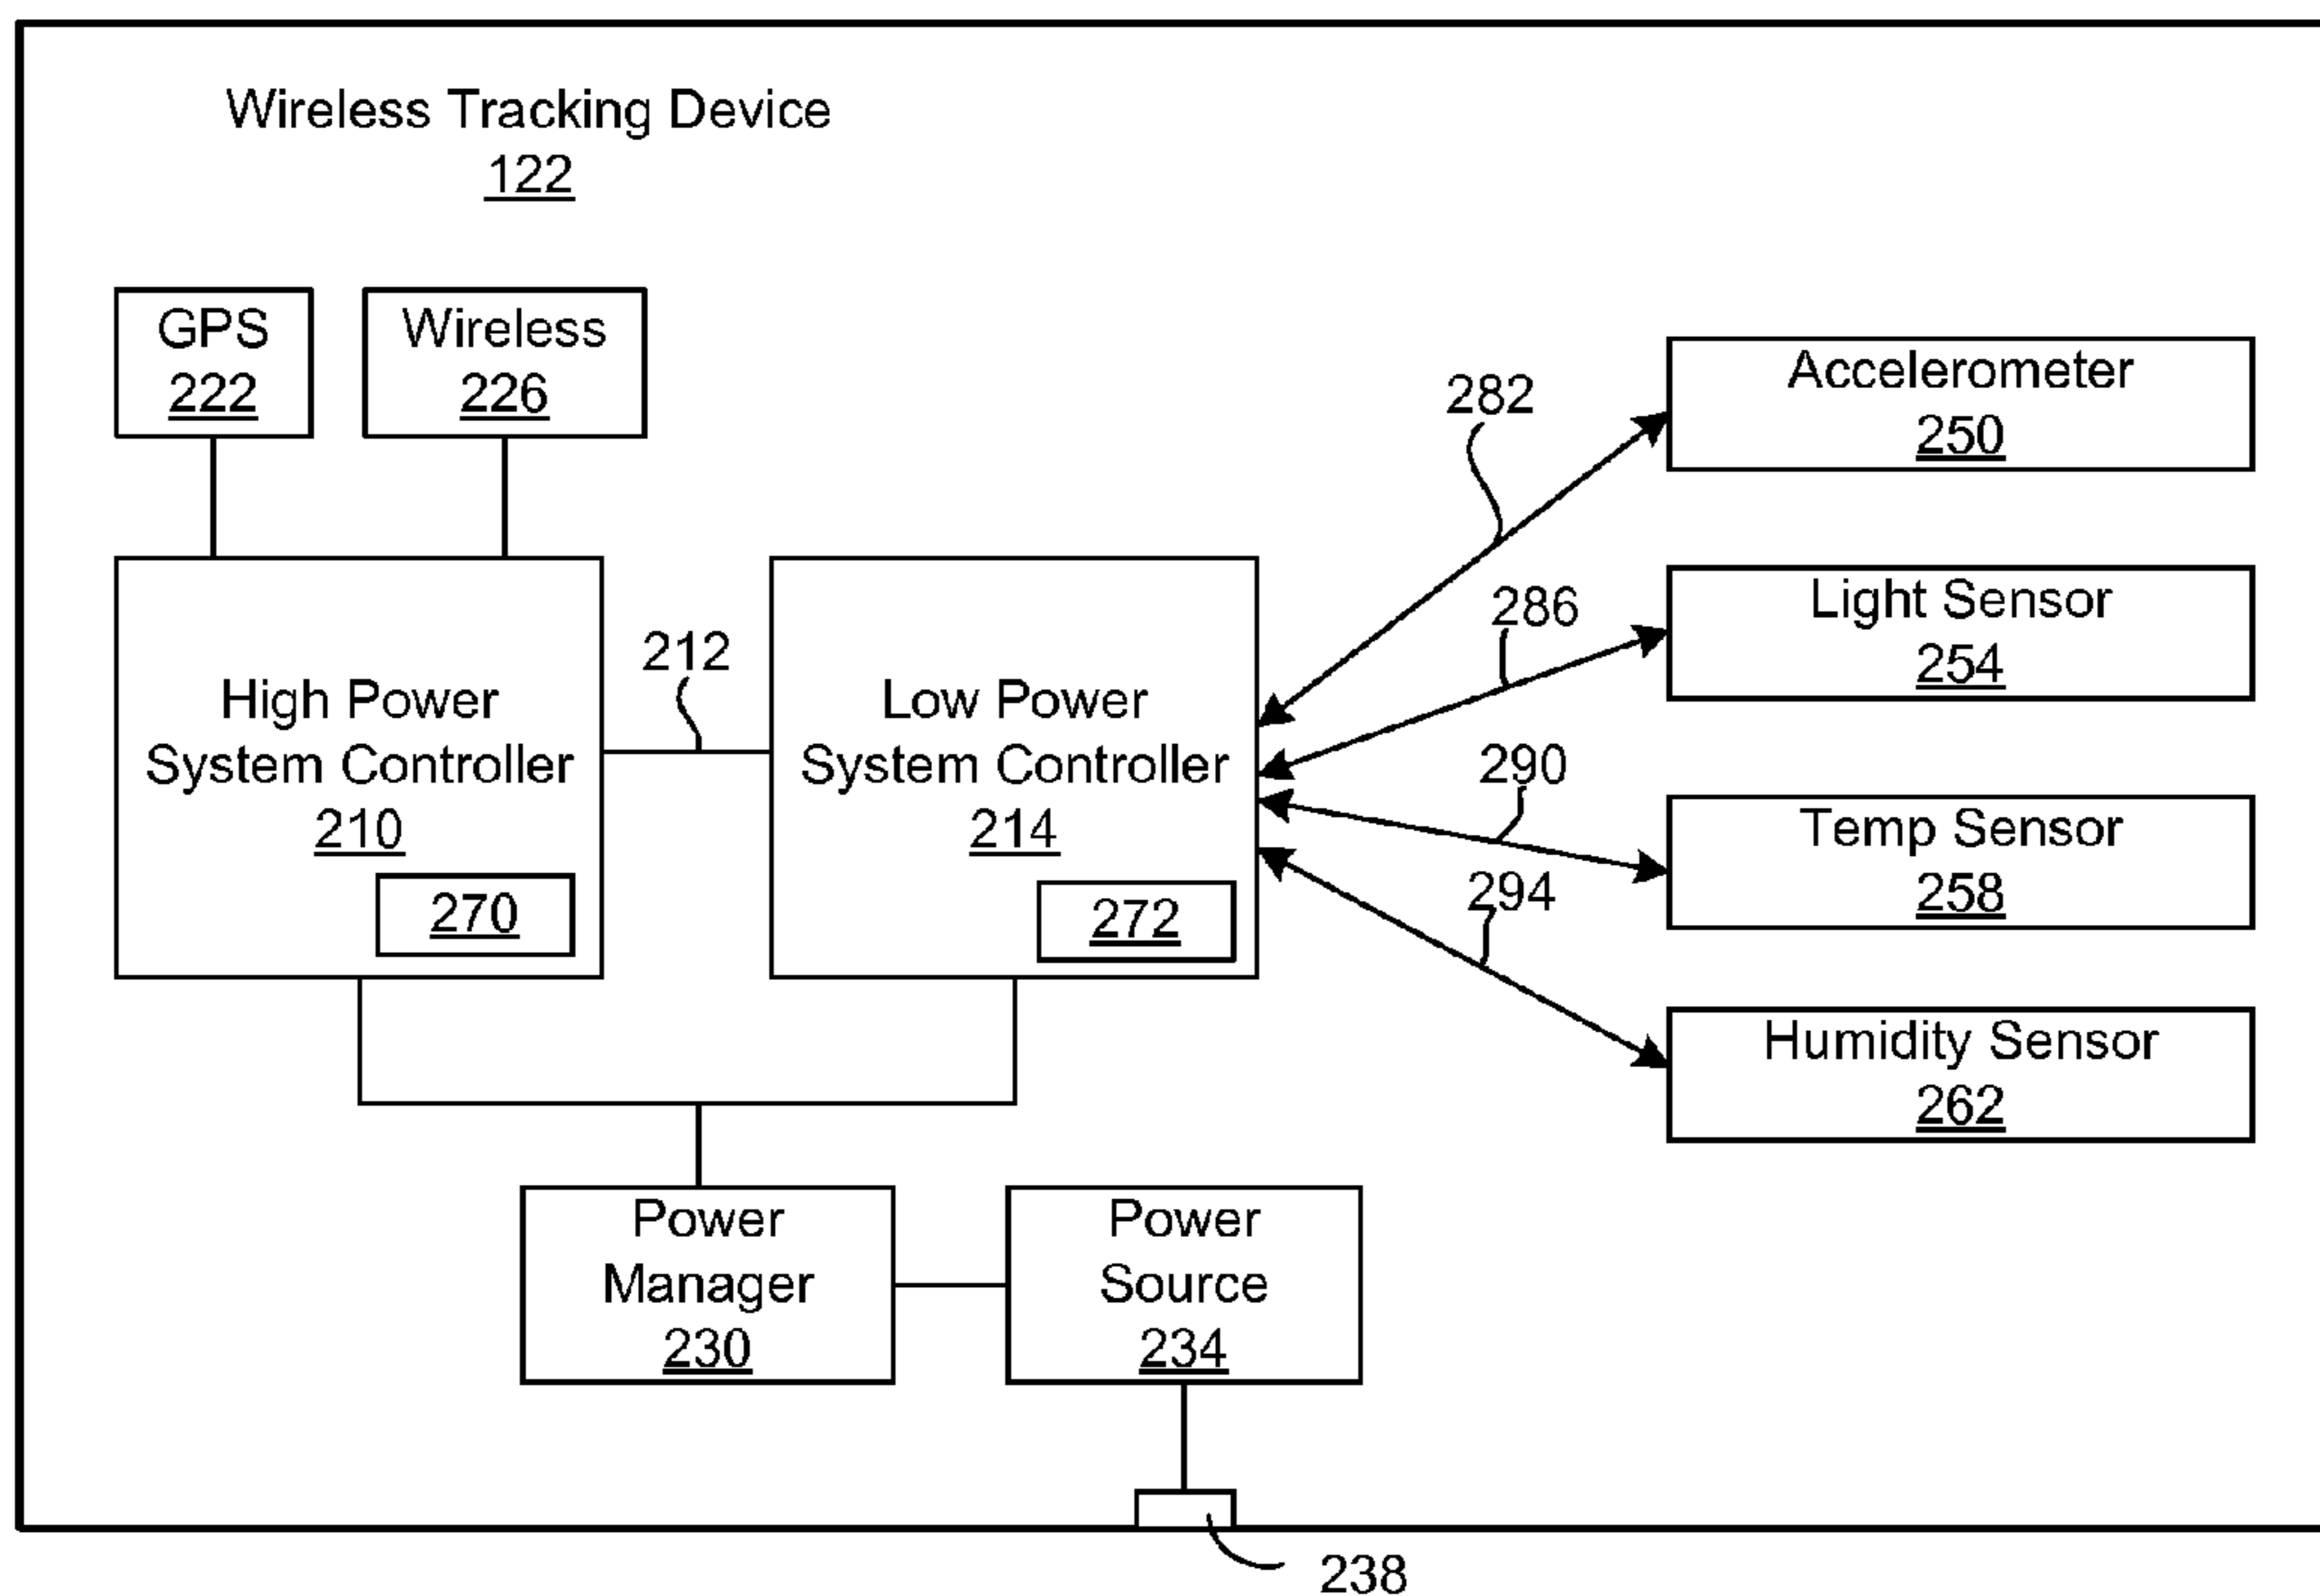 Wireless Tracking Device
122
GPS
222
Wireless
226
282
Accelerometer
250
286
Light Sensor
254
212
High Power
System Controller
210
270
Low Power
System Controller
214
272
290
Temp Sensor
258
294
Humidity Sensor
262
Power
Manager
230
Power
Source
234
238